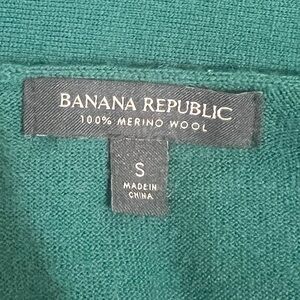 BANANA REPUBLIC
100% MERINO WOOL
S
MADE IN
CHINA